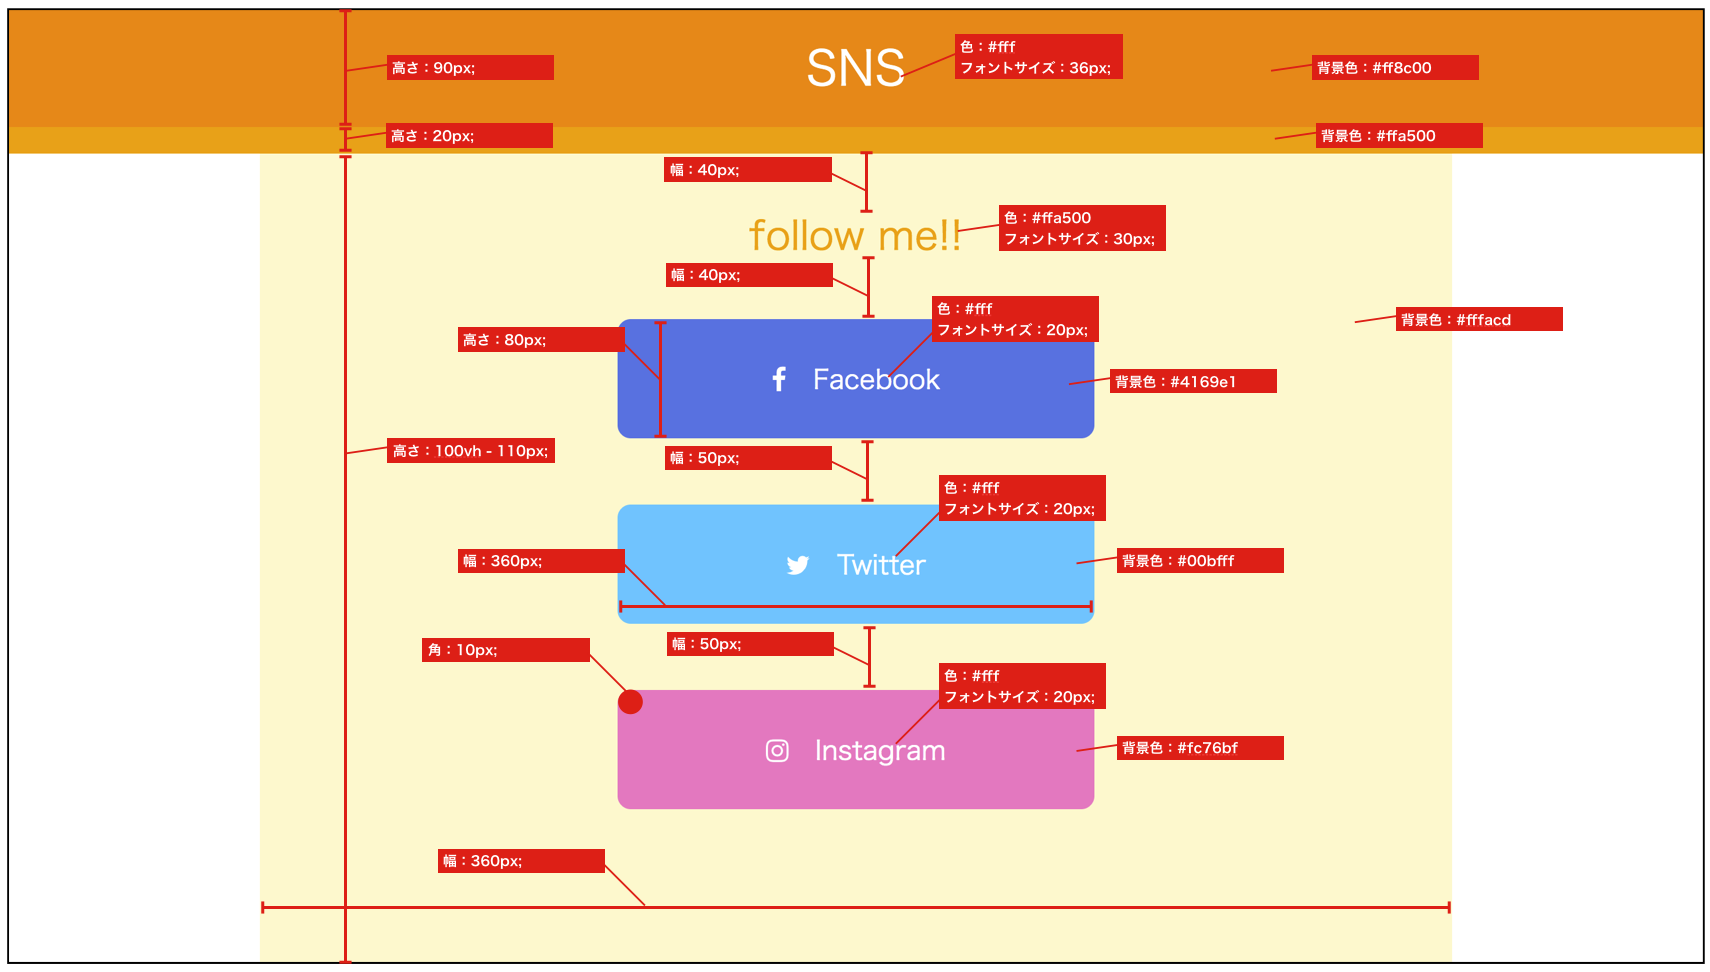 高さ：90px;
SNS
色：#fff
フォントサイズ：36px;
背景色：#ff8c00
高さ：20px;
背景色：#ffa500
幅：40px;
follow me!!
色：#ffa500
フォントサイズ：30px;
幅：40px;
色：#fff
フォントサイズ：20px;
背景色：#fffacd
高さ：80px;
Facebook
背景色：#4169e1
高さ：100vh - 110px;
幅：50px;
色：#fff
フォントサイズ：20px;
幅：360px;
Twitter
背景色：#00bfff
角：10px;
幅：50px;
色：#fff
フォントサイズ：20px;
Instagram
背景色：#fc76bf
幅：360px;